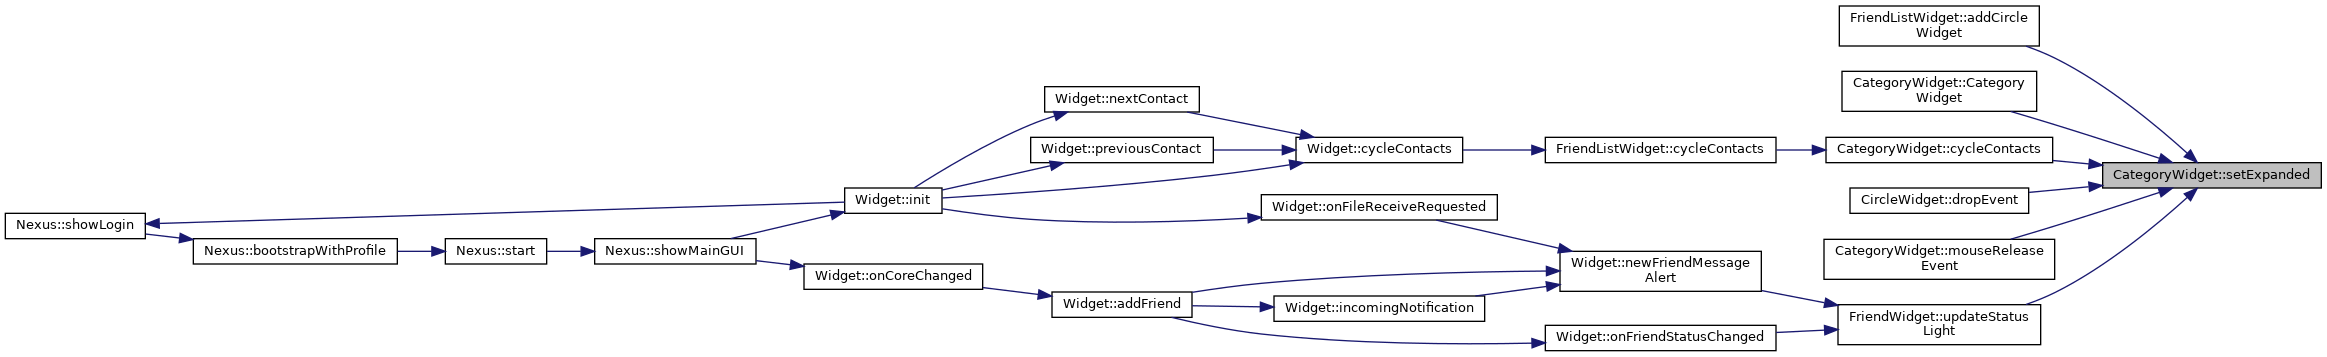 FriendListWidget::addCircle
Widget
CategoryWidget::Category
Widget
Widget::nextContact
Widget::previousContact
Widget::cycleContacts
FriendListWidget::cycleContacts
CategoryWidget::cycleContacts
CategoryWidget::setExpanded
Widget::init
Widget::onFileReceiveRequested
CircleWidget::dropEvent
Nexus::showLogin
Nexus::bootstrapWithProfile
Nexus::start
Nexus::showMainGUI
CategoryWidget::mouseRelease
Event
Widget::newFriendMessage
Alert
Widget::onCoreChanged
Widget::addFriend
Widget::incomingNotification
FriendWidget::updateStatus
Light
Widget::onFriendStatusChanged